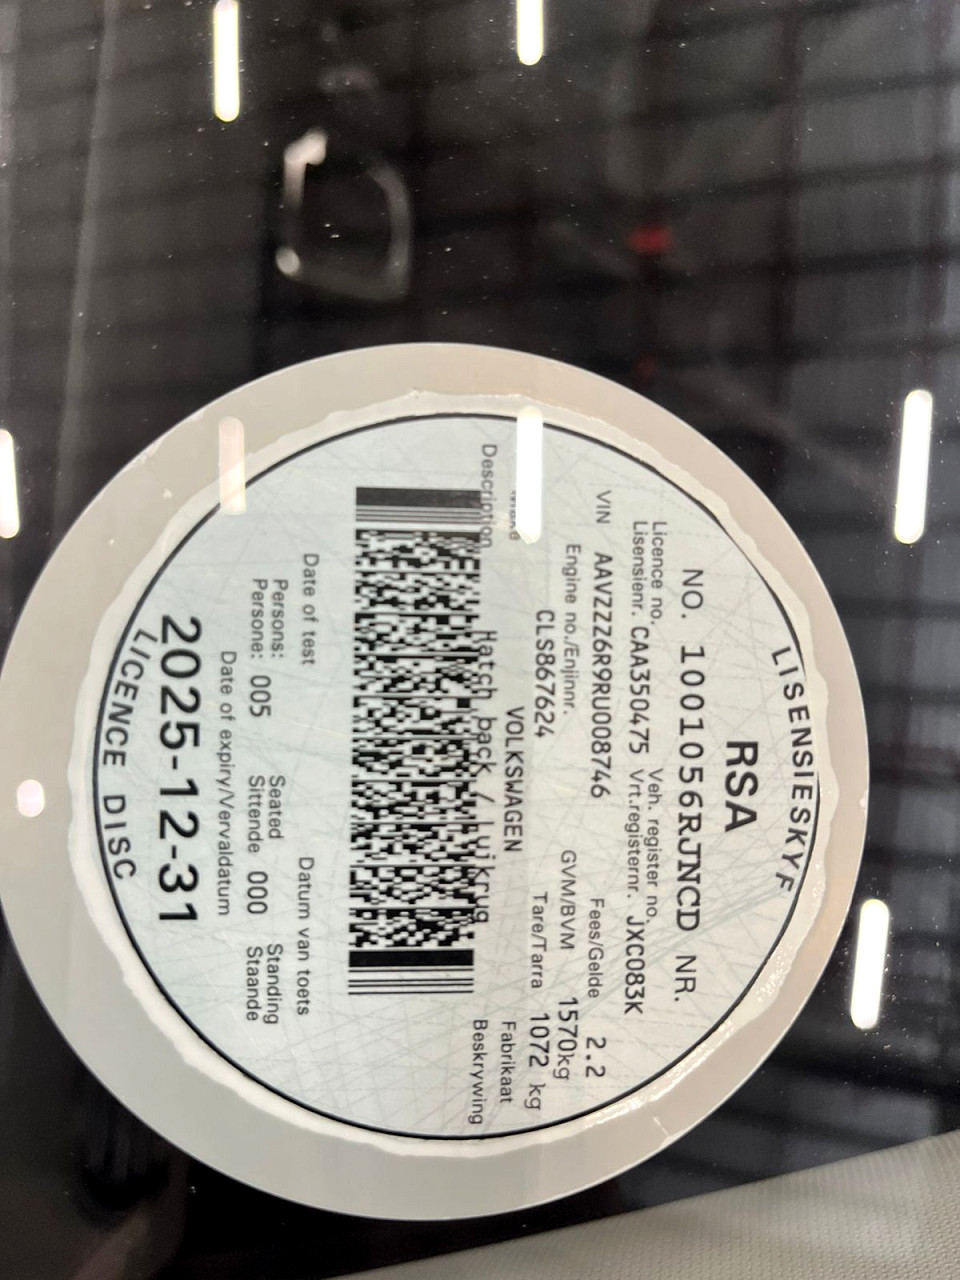 LISENSIESKYF
RSA
NO. 1001056RJNCD NR.
Licence no. Veh. register no.
Lisensienr. CAA350475 Vrt.registernr. JXC083K
VIN AAVZZZ6R9RU008746 Fees/Gelde 2.2
Engine no./Enjinnr. GVM/BVM 1570kg
CLS867624 Tare/Tarra 1072 kg
Make VOLKSWAGEN Fabrikaat
Description Hatch back / Luikrug Beskrywing
Date of test Datum van toets
Persons: Seated Standing
Persone: 005 Sittende 000 Staande
Date of expiry/Vervaldatum
2025-12-31
LICENCE DISC